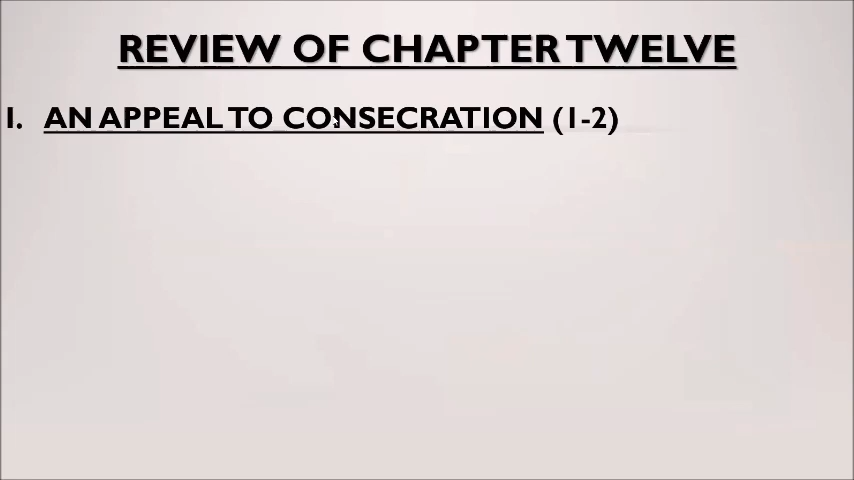 REVIEW OF CHAPTER TWELVE
I. AN APPEAL TO CONSECRATION (1-2)